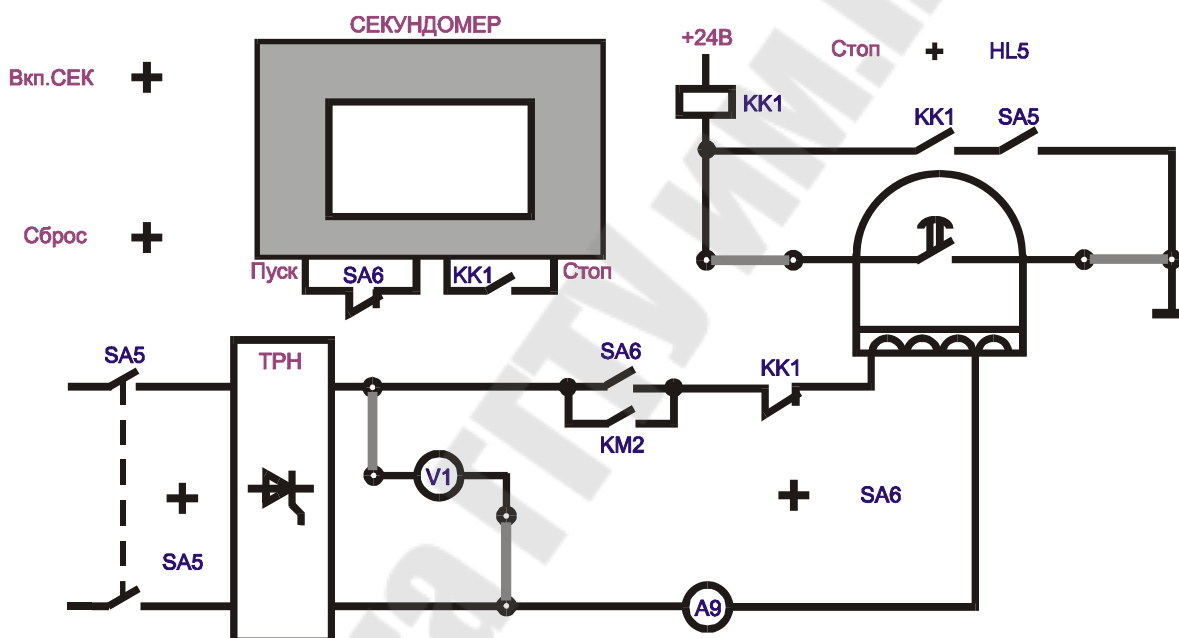 СЕКУНДОМЕР
+24В
Стоп
HL5
Вкп.СЕК
KK1
KK1
SA5
Сброс
Пуск
SA6
KK1
Стоп
SA5
ТРН
SA6
KK1
KM2
V1
SA6
SA5
A9